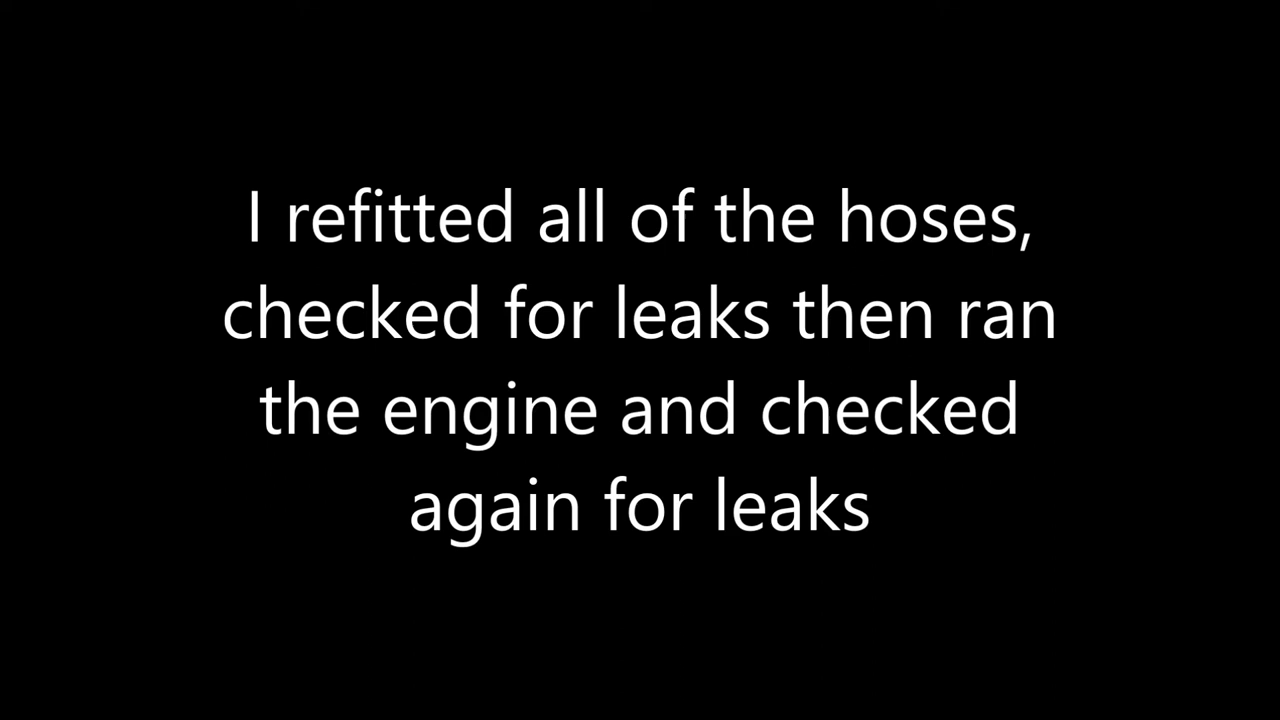 I refitted all of the hoses,
checked for leaks then ran
the engine and checked
again for leaks